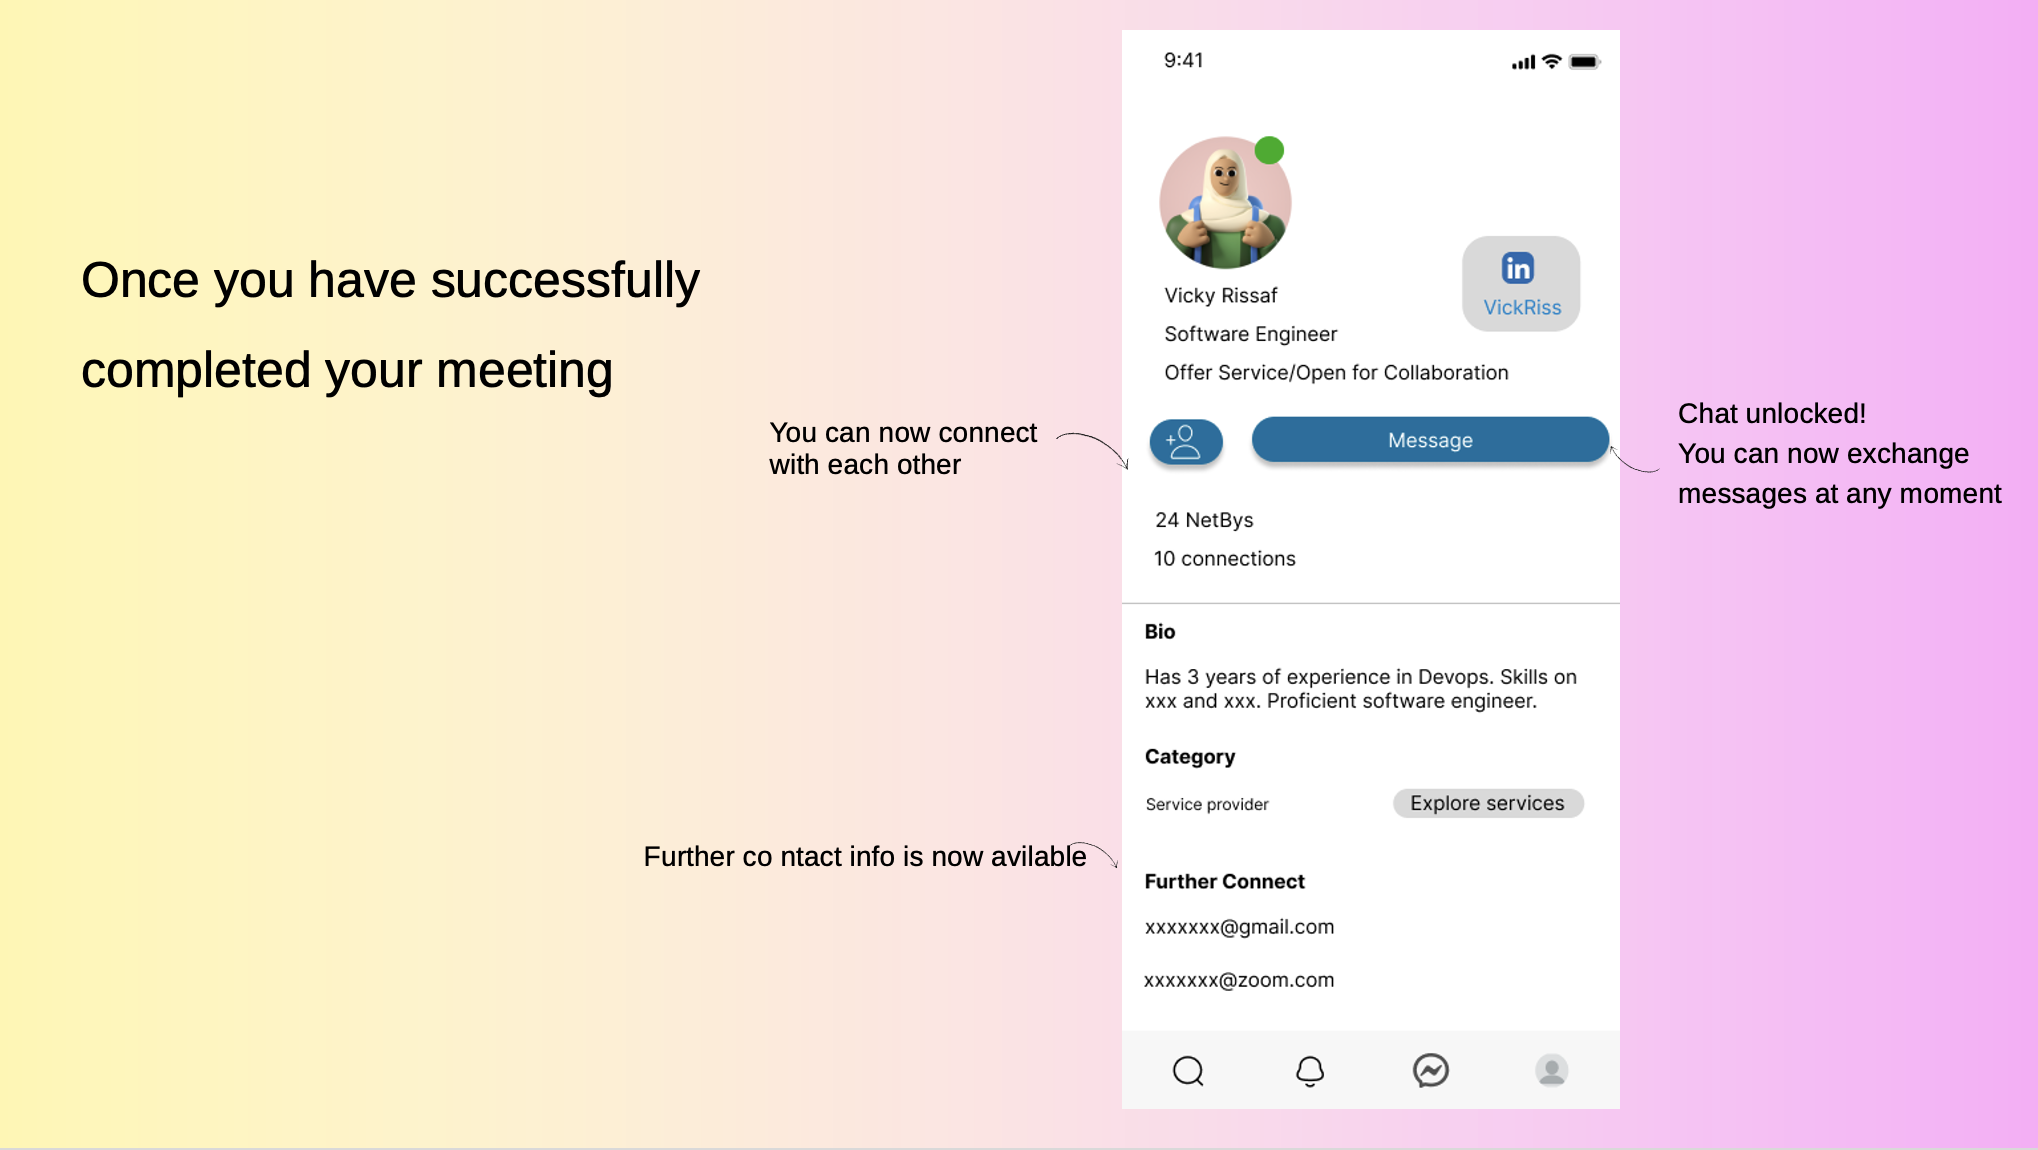 Once you have successfully
completed your meeting
You can now connect
with each other
Further co ntact info is now avilable
9:41
in
VickRiss
Vicky Rissaf
Software Engineer
Offer Service/Open for Collaboration
Message
24 NetBys
10 connections
Bio
Has 3 years of experience in Devops. Skills on
xxx and xxx. Proficient software engineer.
Category
Service provider
Explore services
Further Connect
xxxxxxx@gmail.com
xxxxxxx@zoom.com
Chat unlocked!
You can now exchange
messages at any moment